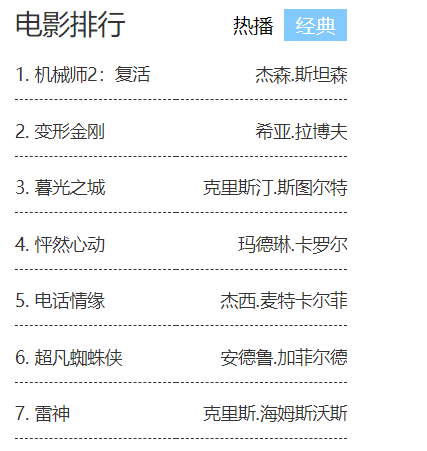 电影排行 热播 经典
1. 机械师2：复活 杰森.斯坦森
2. 变形金刚 希亚.拉博夫
3. 暮光之城 克里斯汀.斯图尔特
4. 怦然心动 玛德琳.卡罗尔
5. 电话情缘 杰西.麦特卡尔菲
6. 超凡蜘蛛侠 安德鲁.加菲尔德
7. 雷神 克里斯.海姆斯沃斯